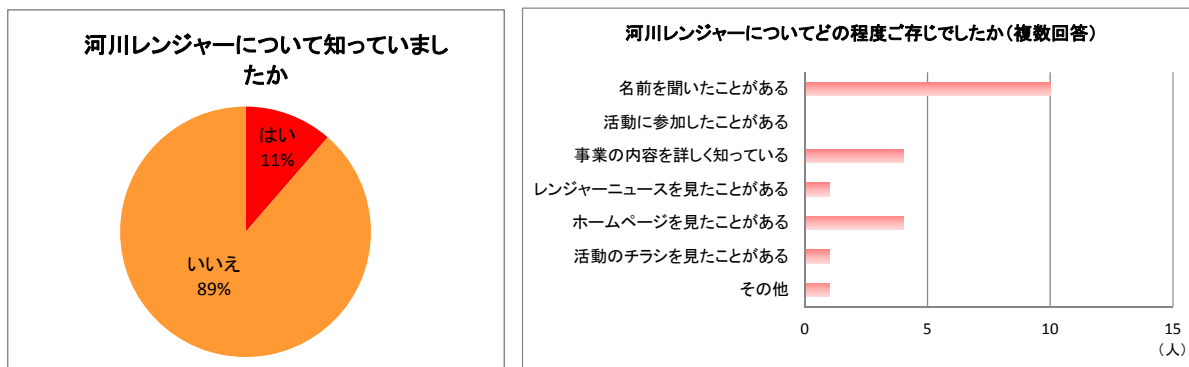 河川レンジャーについて知っていまし
たか
はい
11%
いいえ
89%
河川レンジャーについてどの程度ご存じでしたか(複数回答)
名前を聞いたことがある
活動に参加したことがある
事業の内容を詳しく知っている
レンジャーニュースを見たことがある
ホームページを見たことがある
活動のチラシを見たことがある
その他
0 5 10 15
(人)